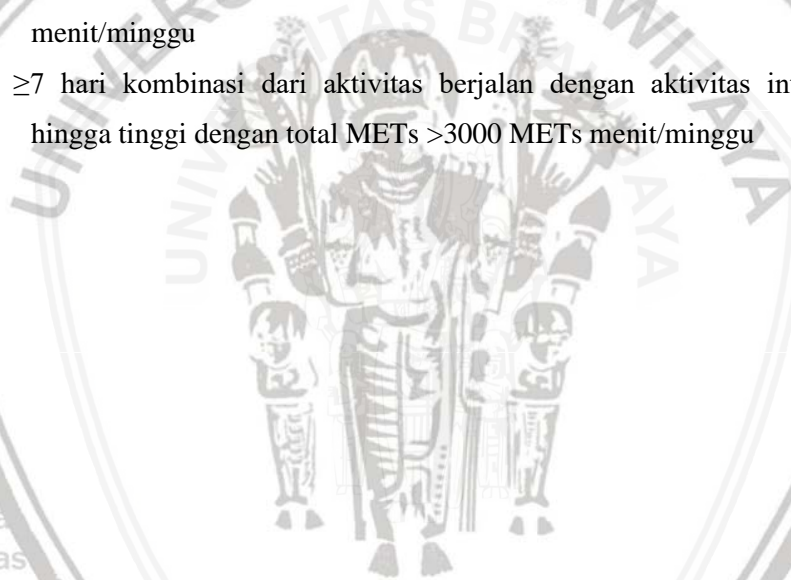 menit/minggu
≥7 hari kombinasi dari aktivitas berjalan dengan aktivitas in
hingga tinggi dengan total METs >3000 METs menit/minggu